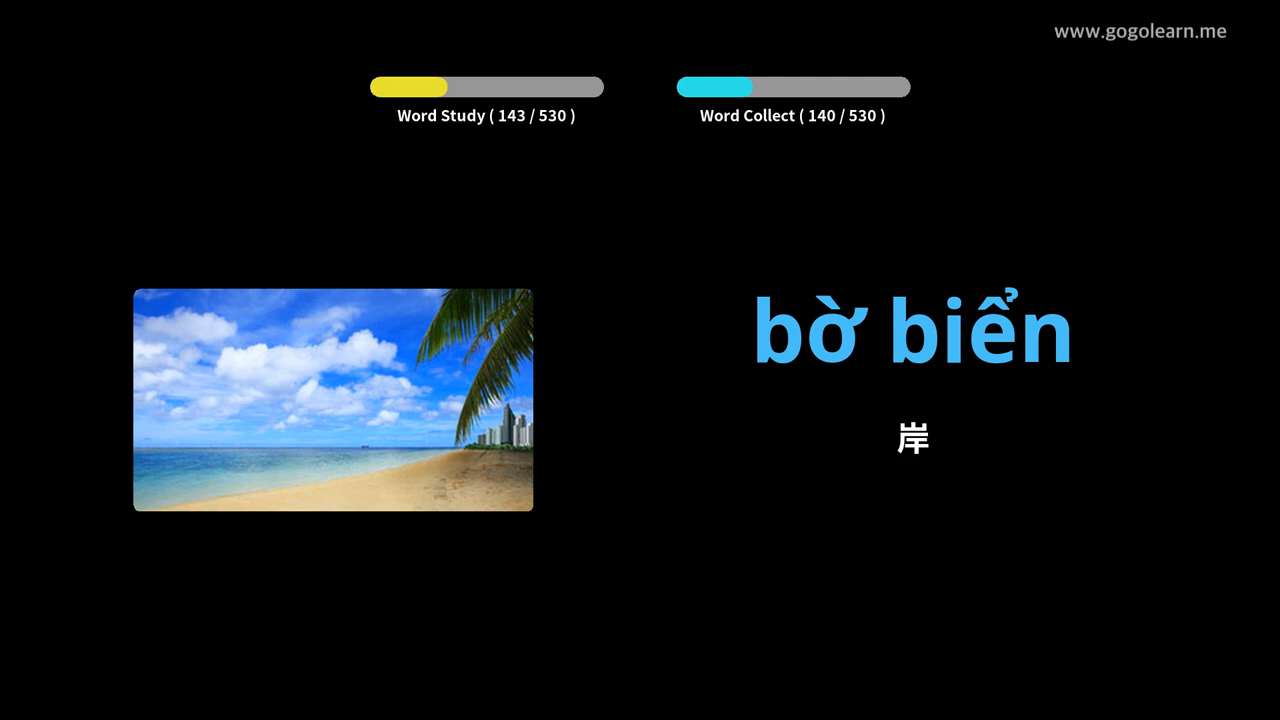 www.gogolearn.me
Word Study ( 143 / 530 )
Word Collect ( 140 / 530 )
bờ biển
岸